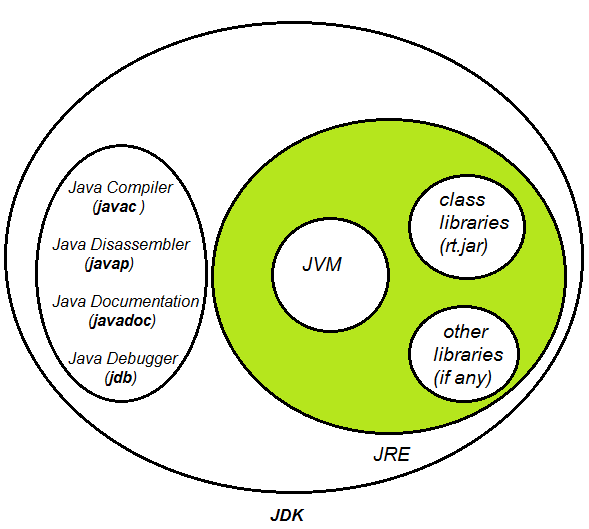 Java Compiler
(javac )
Java Disassembler
(javap)
Java Documentation
(javadoc)
Java Debugger
(jdb)
JVM
class
libraries
(rt.jar)
other
libraries
(if any)
JRE
JDK